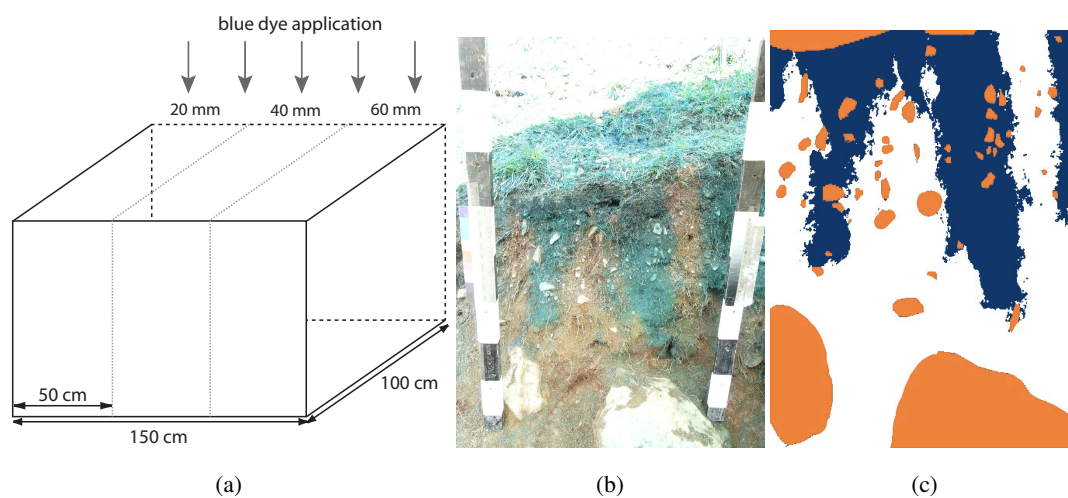 blue dye application
20 mm
40 mm
60 mm
50 cm
100 cm
150 cm
(a)
(b)
(c)